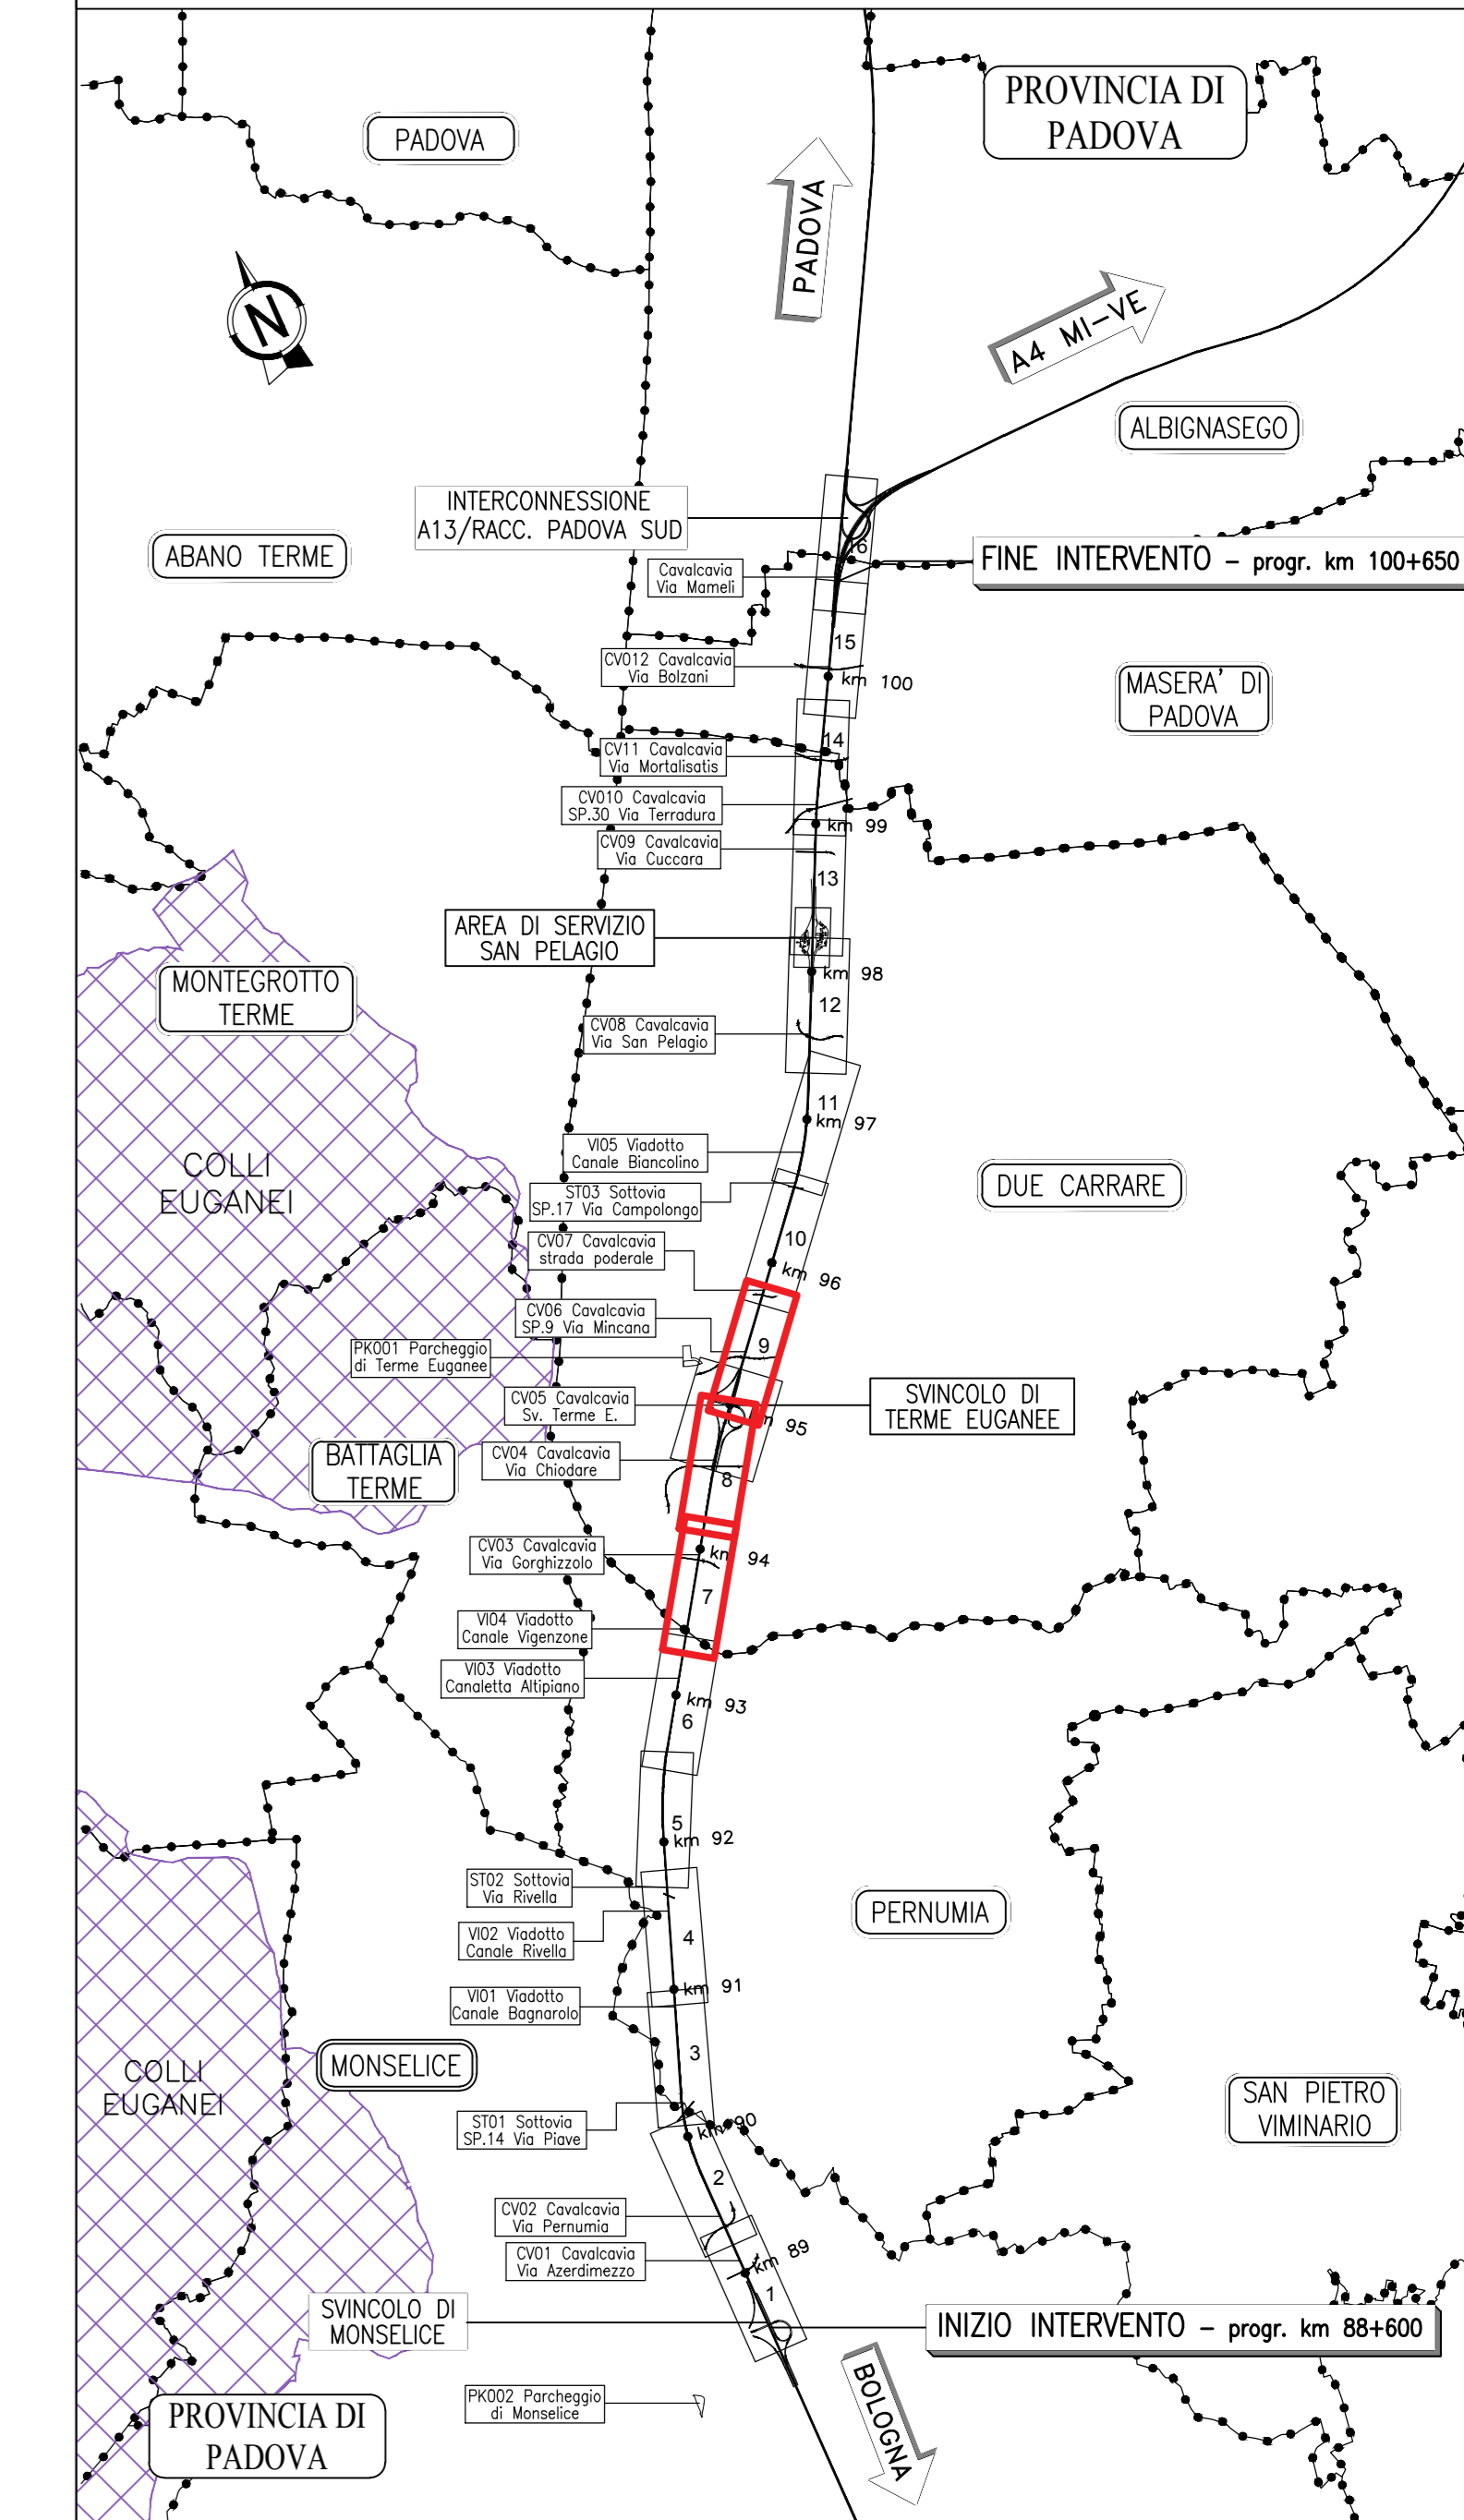 PROVINCIA DI
PADOVA
PADOVA
PADOVA
N
A4 MI-VE
ALBIGNASEGO
INTERCONNESSIONE
A13/RACC. PADOVA SUD
ABANO TERME
16
FINE INTERVENTO – progr. km 100+650
Cavalcavia
Via Mameli
15
CV012 Cavalcavia
Via Bolzani
km 100
MASERA' DI
PADOVA
14
CV11 Cavalcavia
Via Mortalisatis
CV010 Cavalcavia
SP.30 Via Terradura
km 99
CV09 Cavalcavia
Via Cuccara
13
AREA DI SERVIZIO
SAN PELAGIO
km 98
MONTEGROTTO
TERME
12
CV08 Cavalcavia
Via San Pelagio
11
km 97
VI05 Viadotto
Canale Biancolino
COLLI
EUGANEI
DUE CARRARE
ST03 Sottovia
SP.17 Via Campolongo
10
CV07 Cavalcavia
strada poderale
km 96
CV06 Cavalcavia
SP.9 Via Mincana
9
PK001 Parcheggio
di Terme Euganee
CV05 Cavalcavia
Sv. Terme E.
SVINCOLO DI
TERME EUGANEE
95
CV04 Cavalcavia
Via Chiodare
BATTAGLIA
TERME
8
CV03 Cavalcavia
Via Gorghizzolo
km 94
7
VI04 Viadotto
Canale Vigenzone
VI03 Viadotto
Canaletta Altipiano
km 93
6
5
km 92
ST02 Sottovia
Via Rivella
PERNUMIA
VI02 Viadotto
Canale Rivella
4
km 91
VI01 Viadotto
Canale Bagnarolo
3
MONSELICE
COLLI
EUGANEI
SAN PIETRO
VIMINARIO
ST01 Sottovia
SP.14 Via Piave
km 90
2
CV02 Cavalcavia
Via Pernumia
km 89
CV01 Cavalcavia
Via Azerdimezzo
1
SVINCOLO DI
MONSELICE
INIZIO INTERVENTO – progr. km 88+600
BOLOGNA
PK002 Parcheggio
di Monselice
PROVINCIA DI
PADOVA